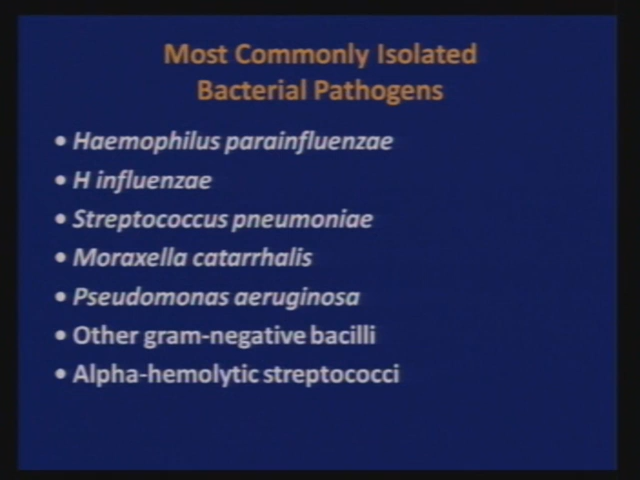 Most Commonly Isolated
Bacterial Pathogens
• Haemophilus parainfluenzae
• H influenzae
• Streptococcus pneumoniae
• Moraxella catarrhalis
• Pseudomonas aeruginosa
• Other gram-negative bacilli
• Alpha-hemolytic streptococci